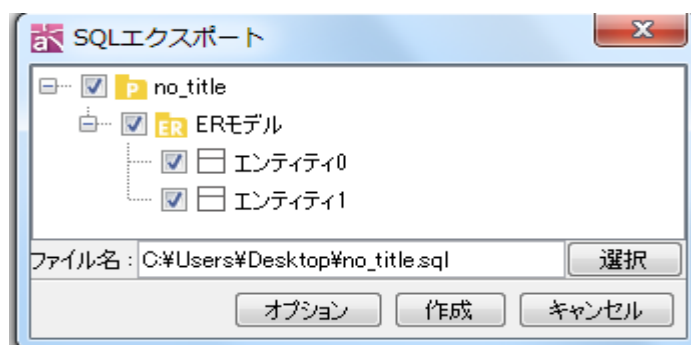 SQLエクスポート
no_title
ERモデル
エンティティ0
エンティティ1
ファイル名 : C:¥Users¥Desktop¥no_title.sql 選択
オプション 作成 キャンセル